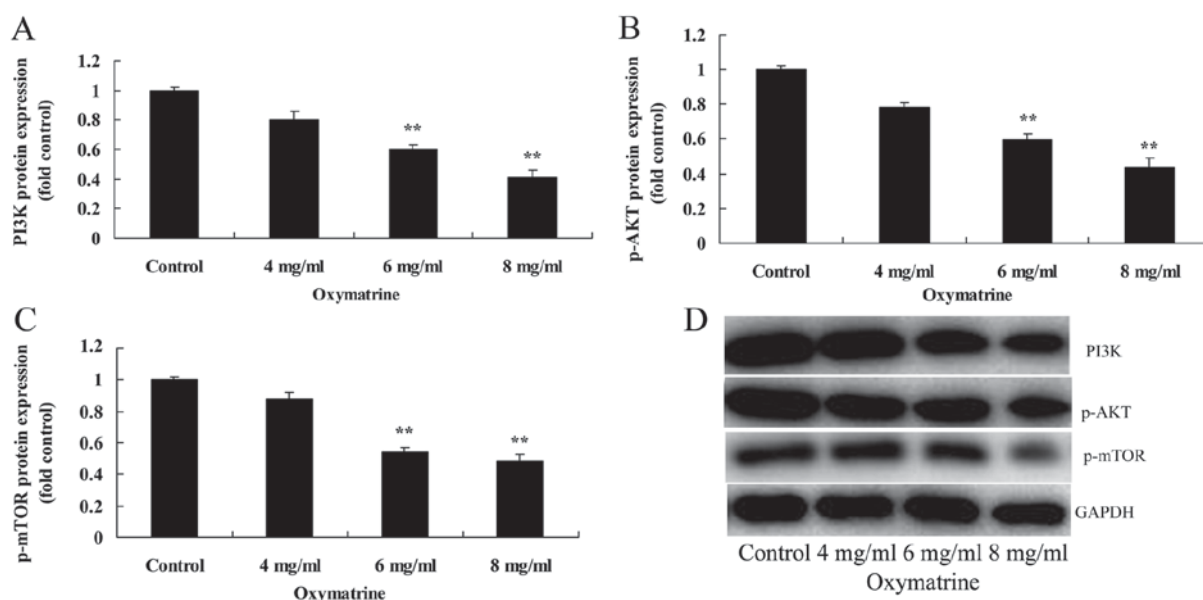 A
PI3K protein expression
(fold control)
1.2
1
0.8
0.6
0.4
0.2
0
**
**
Control
4 mg/ml
6 mg/ml
8 mg/ml
Oxymatrine
B
p-AKT protein expression
(fold control)
1.2
1
0.8
0.6
0.4
0.2
0
**
**
Control
4 mg/ml
6 mg/ml
8 mg/ml
Oxymatrine
C
p-mTOR protein expression
(fold control)
1.2
1
0.8
0.6
0.4
0.2
0
**
**
Control
4 mg/ml
6 mg/ml
8 mg/ml
Oxymatrine
D
PI3K
p-AKT
p-mTOR
GAPDH
Control 4 mg/ml 6 mg/ml 8 mg/ml
Oxymatrine